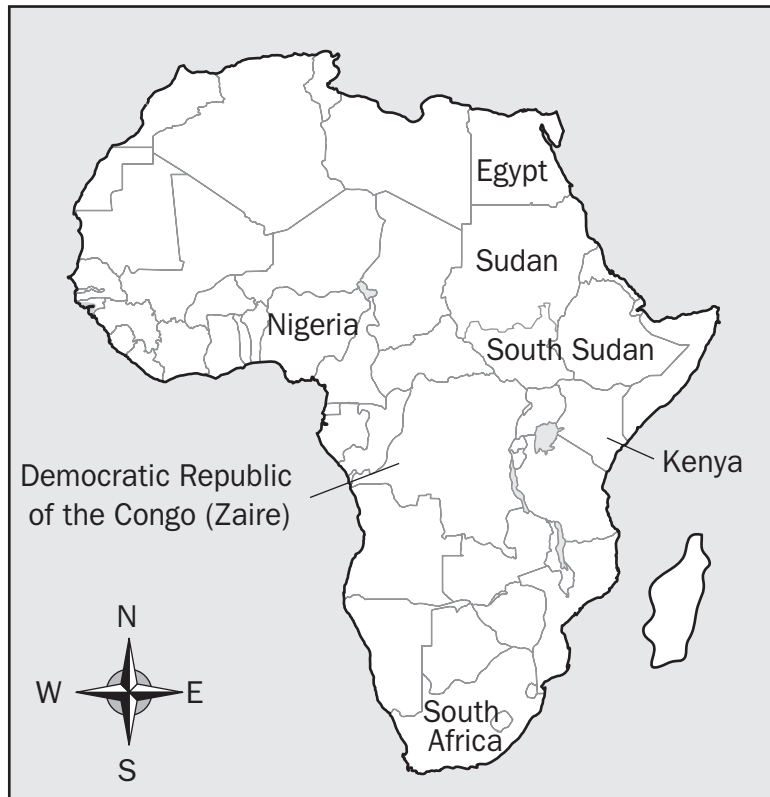 Egypt
Sudan
Nigeria
South Sudan
Democratic Republic
of the Congo (Zaire)
Kenya
N
W
E
S
South
Africa